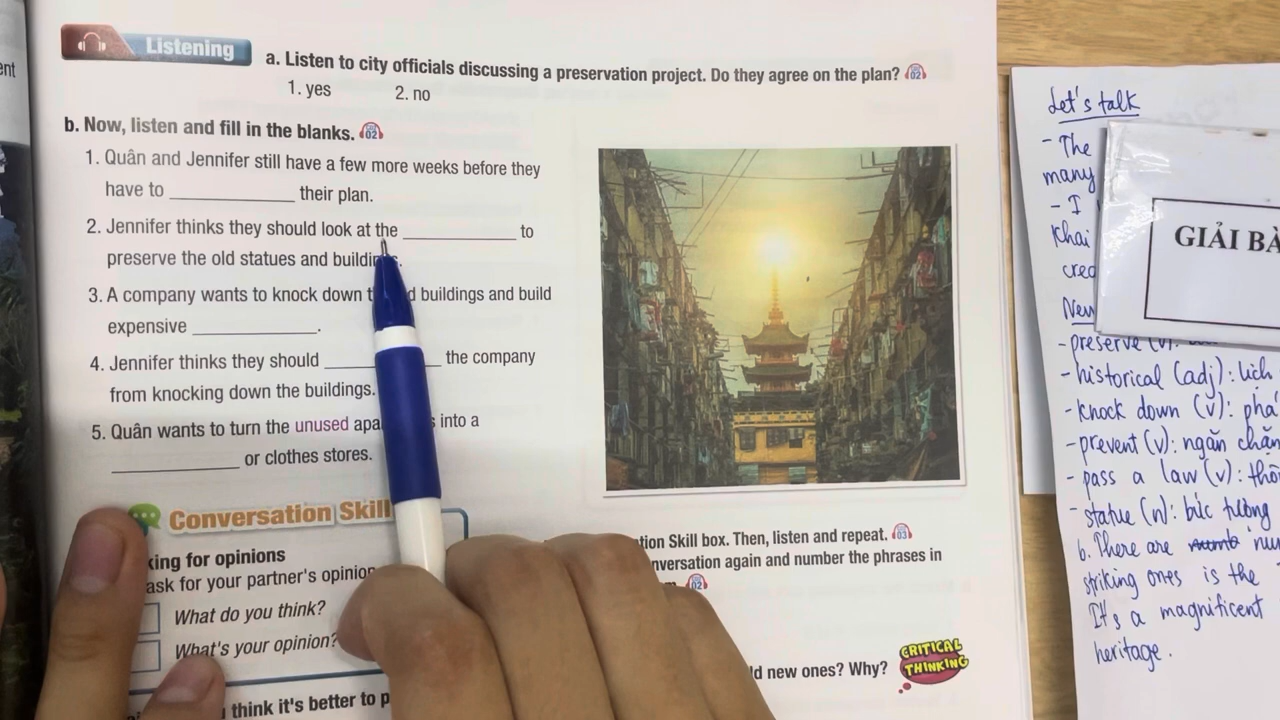 ent
Listening
a. Listen to city officials discussing a preservation project. Do they agree on the plan? 02
1. yes 2. no
b. Now, listen and fill in the blanks. 02
1. Quân and Jennifer still have a few more weeks before they
have to ____________ their plan.
2. Jennifer thinks they should look at the ____________ to
preserve the old statues and buildin
3. A company wants to knock down t d buildings and build
expensive ____________.
4. Jennifer thinks they should ____________ the company
from knocking down the buildings.
5. Quân wants to turn the unused apa s into a
____________ or clothes stores.
Conversation Skill
king for opinions
ask for your partner's opinion
What do you think?
What's your opinion?
think it's better to p
tion Skill box. Then, listen and repeat. 03
nversation again and number the phrases in
02
ld new ones? Why?
CRITICAL
THINKING
Let's talk
- The
many
- I
khai
crea
New
- preserve (v):
- historical (adj): lịch
- knock down (v): phá
- prevent (v): ngăn chặn
- pass a law (v): thô
- statue (n): bức tượng
6. There are numb nu
striking ones is the
It's a magnificent
heritage.
GIẢI BÀ